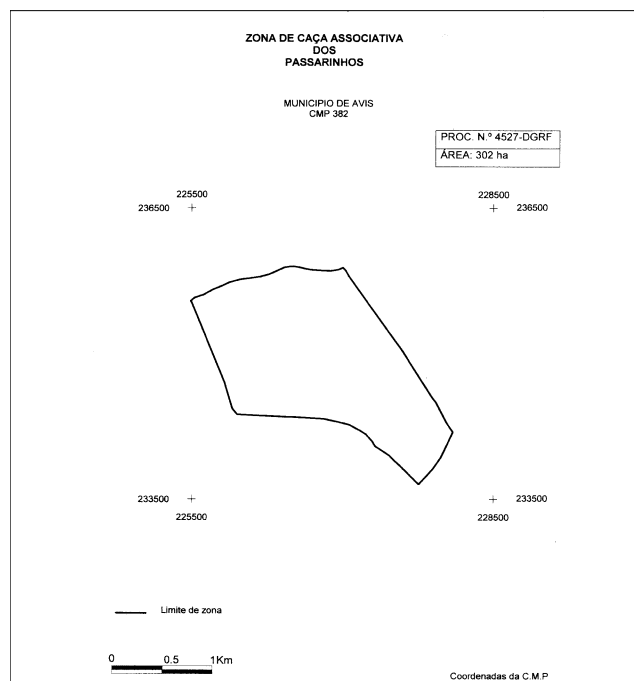 ZONA DE CAÇA ASSOCIATIVA
DOS
PASSARINHOS
MUNICIPIO DE AVIS
CMP 382
PROC. N.º 4527-DGRF
ÁREA: 302 ha
225500
228500
236500
236500
233500
233500
225500
228500
Limite de zona
0 0.5 1Km
Coordenadas da C.M.P